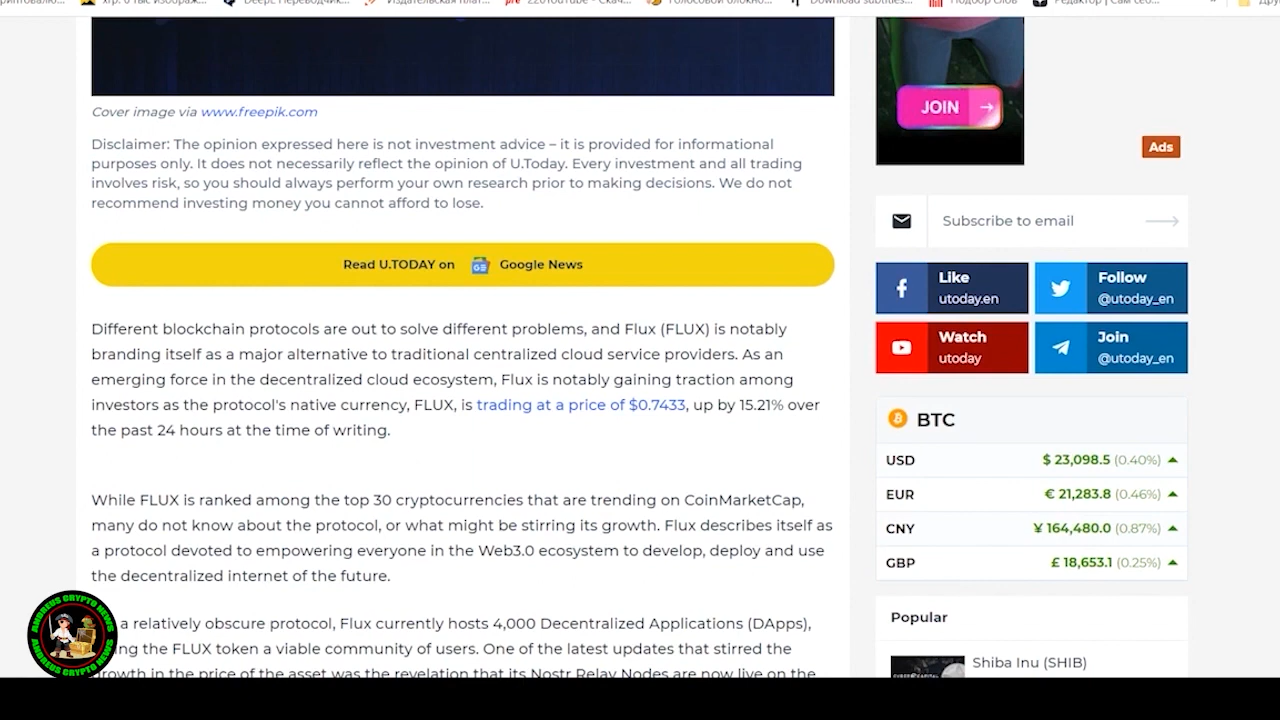 Издательская плат...
Голосовой блокно...
Download subtitles...
Подбор слов
JOIN
Ads
Cover image via www.freepik.com
Disclaimer: The opinion expressed here is not investment advice – it is provided for informational
purposes only. It does not necessarily reflect the opinion of U.Today. Every investment and all trading
involves risk, so you should always perform your own research prior to making decisions. We do not
recommend investing money you cannot afford to lose.
Read U.TODAY on Google News
Different blockchain protocols are out to solve different problems, and Flux (FLUX) is notably
branding itself as a major alternative to traditional centralized cloud service providers. As an
emerging force in the decentralized cloud ecosystem, Flux is notably gaining traction among
investors as the protocol's native currency, FLUX, is trading at a price of $0.7433, up by 15.21% over
the past 24 hours at the time of writing.
While FLUX is ranked among the top 30 cryptocurrencies that are trending on CoinMarketCap,
many do not know about the protocol, or what might be stirring its growth. Flux describes itself as
a protocol devoted to empowering everyone in the Web3.0 ecosystem to develop, deploy and use
the decentralized internet of the future.
a relatively obscure protocol, Flux currently hosts 4,000 Decentralized Applications (DApps),
the FLUX token a viable community of users. One of the latest updates that stirred the
growth in the price of the asset was the revelation that its Nostr Relay Nodes are now live on the
Subscribe to email
Like
utoday.en
Follow
@utoday_en
Watch
utoday
Join
@utoday_en
BTC
USD $ 23,098.5 (0.40%)
EUR € 21,283.8 (0.46%)
CNY ¥ 164,480.0 (0.87%)
GBP £ 18,653.1 (0.25%)
Popular
Shiba Inu (SHIB)
ANDREUS CRYPTO NEWS
ANDREUS CRYPTO NEWS